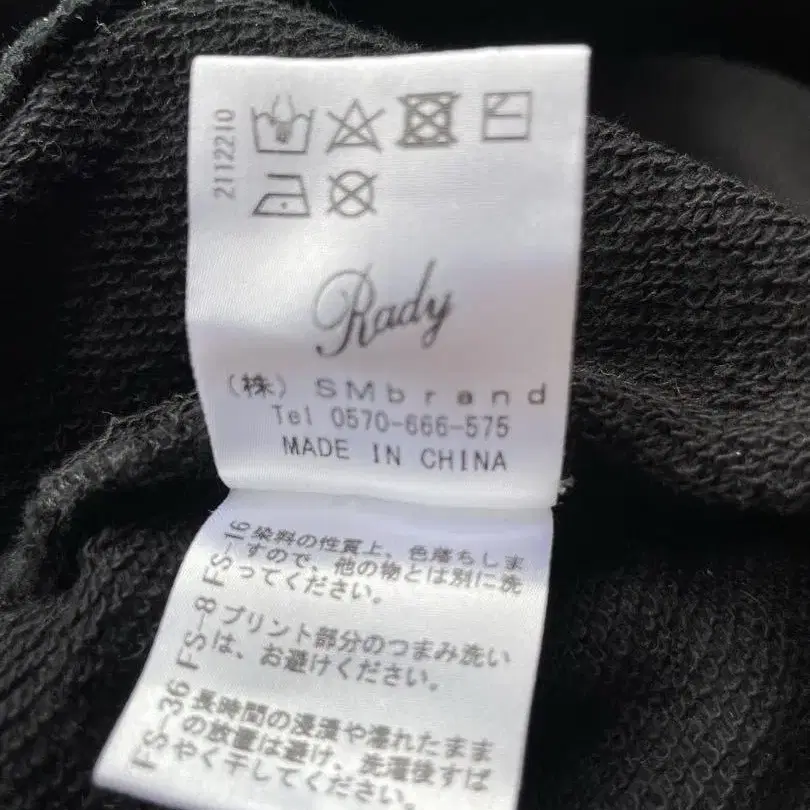 2112210
Rady
(株) SMbrand
Tel 0570-666-575
MADE IN CHINA
FS-16 染料の性質上、色落ちしま
すので、他の物とは別に洗
ってください。
FS-8 プリント部分のつまみ洗い
は、お避けください。
FS-36 長時間の浸漬や濡れたまま
の放置は避け、洗濯後すば
やく干してください。